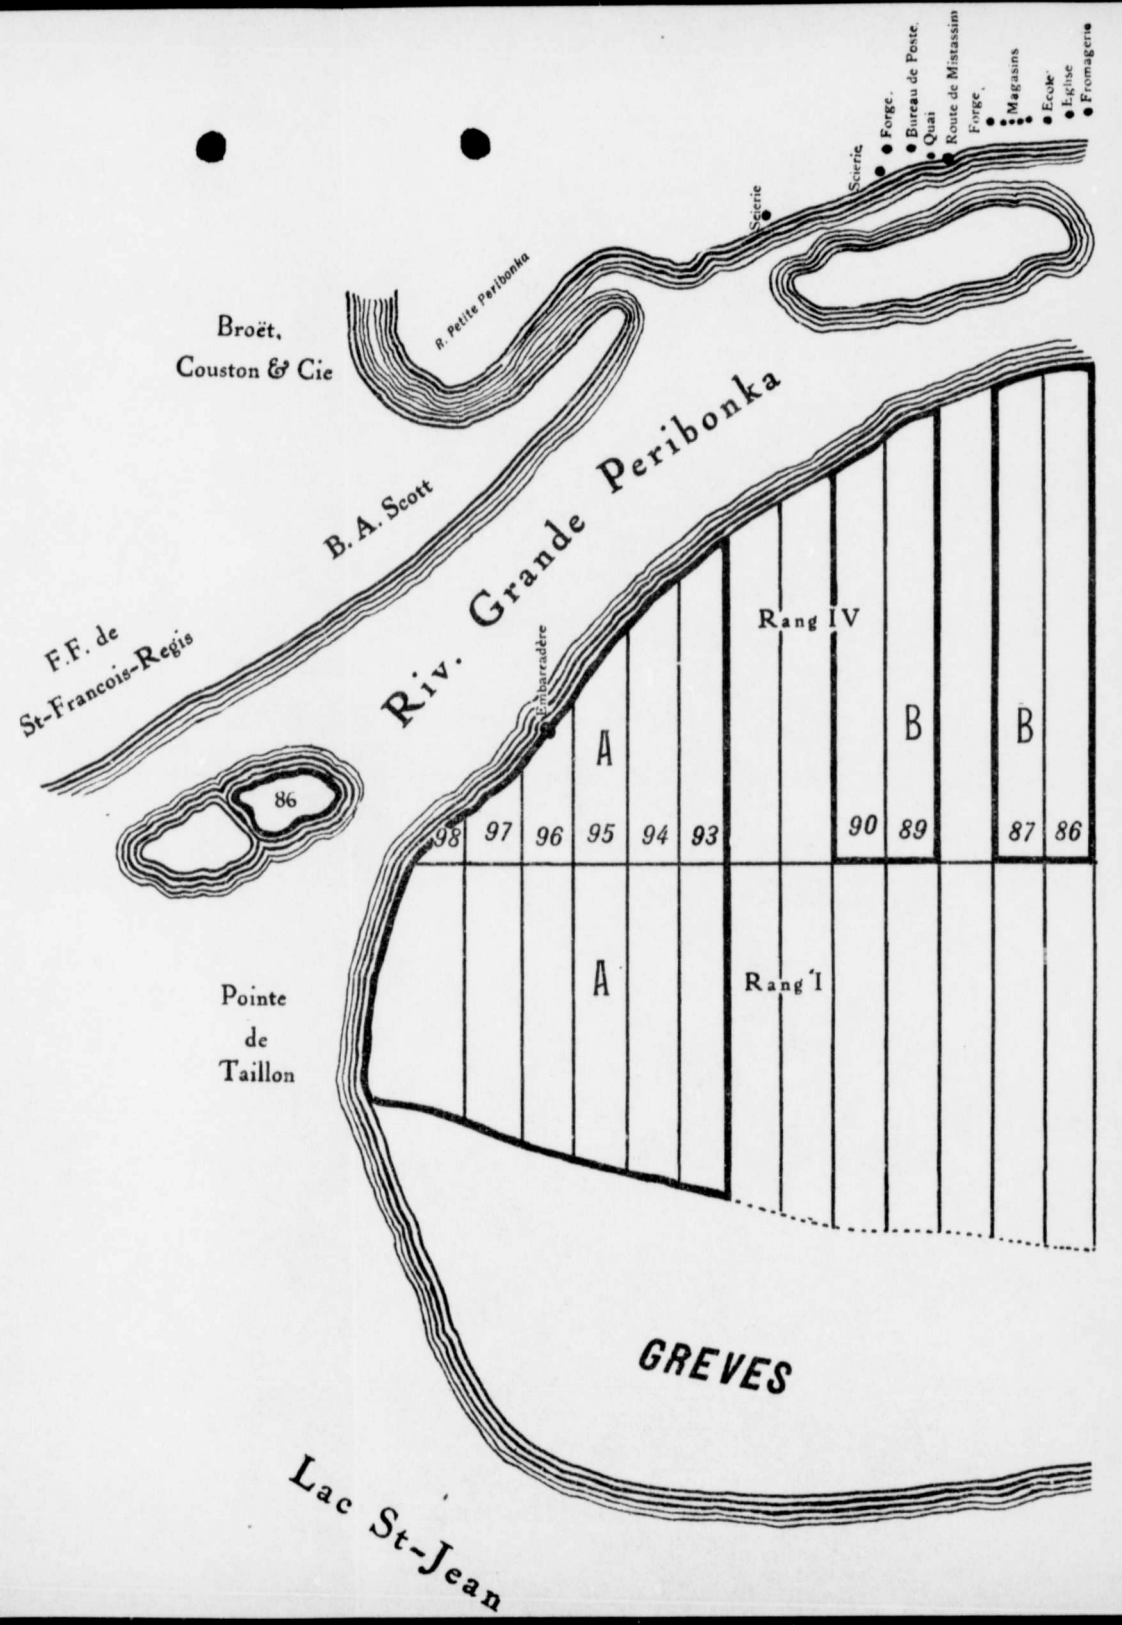 Scierie
Scierie
Forge.
Bureau de Poste.
Quai
Route de Mistassim
Forge
Magasins
Ecole
Eglise
Fromagerie
R. Petite Peribonka
Broët,
Couston & Cie
Riv. Grande Peribonka
B. A. Scott
F.F. de
St-Francois-Regis
Embarradère
Rang IV
A
B
B
86
98
97
96
95
94
93
90
89
87
86
A
Rang I
Pointe
de
Taillon
GREVES
Lac St-Jean